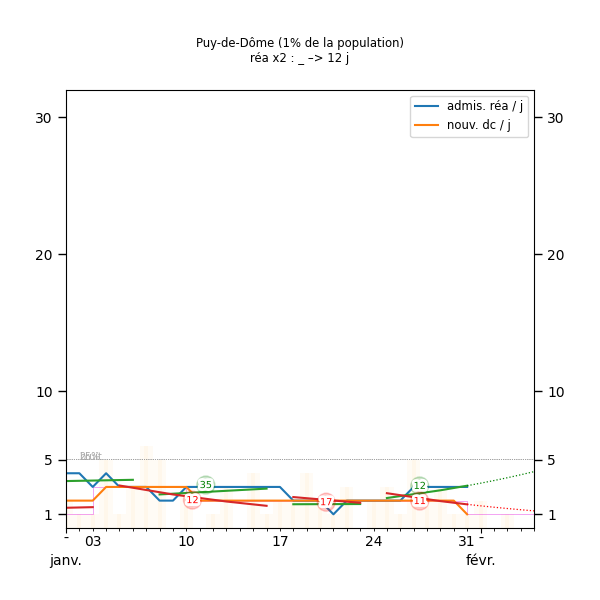 Puy-de-Dôme (1% de la population)
réa x2 : _ –> 12 j
admis. réa / j
nouv. dc / j
30 30
20 20
10 10
5 5
1 1
35 12
12 17 11
- 03 10 17 24 31 -
janv. févr.